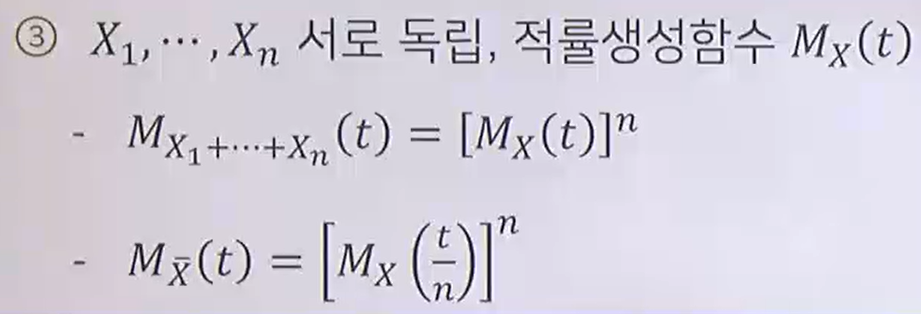 ③ X₁, ⋯ , Xₙ 서로 독립, 적률생성함수 M_X(t)
- M_{X₁+⋯+Xₙ}(t) = [M_X(t)]ⁿ
- M_{X̄}(t) = [M_X(t/n)]ⁿ